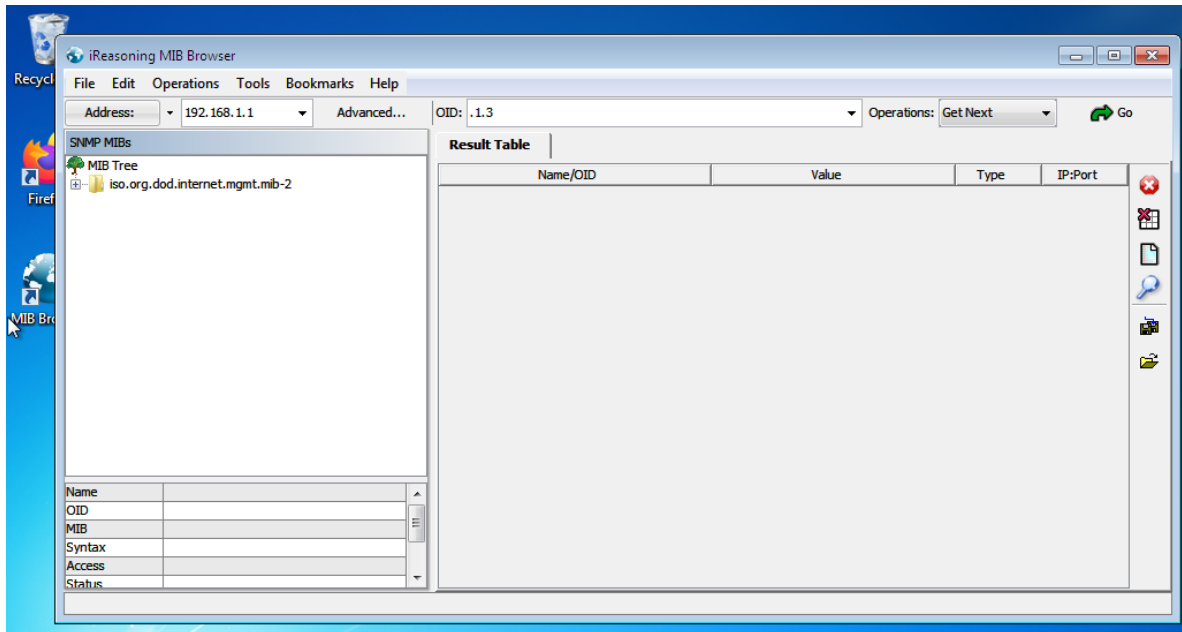 Recycl
iReasoning MIB Browser
File Edit Operations Tools Bookmarks Help
Address: 192.168.1.1 Advanced... OID: .1.3 Operations: Get Next Go
SNMP MIBs
Result Table
MIB Tree
iso.org.dod.internet.mgmt.mib-2
Name/OID Value Type IP:Port
Firef
MIB Bro
Name
OID
MIB
Syntax
Access
Status